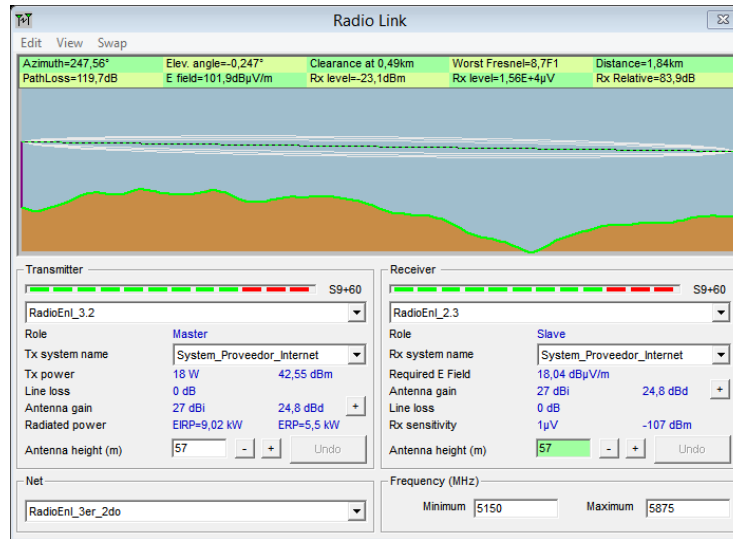 Radio Link
Edit View Swap
Azimuth=247,56° Elev. angle=-0,247° Clearance at 0,49km Worst Fresnel=8,7F1 Distance=1,84km
PathLoss=119,7dB E field=101,9dBµV/m Rx level=-23,1dBm Rx level=1,56E+4µV Rx Relative=83,9dB
Transmitter
S9+60
RadioEnl_3.2
Role Master
Tx system name System_Proveedor_Internet
Tx power 18 W 42,55 dBm
Line loss 0 dB
Antenna gain 27 dBi 24,8 dBd +
Radiated power EIRP=9,02 kW ERP=5,5 kW
Antenna height (m) 57 - + Undo
Receiver
S9+60
RadioEnl_2.3
Role Slave
Rx system name System_Proveedor_Internet
Required E Field 18,04 dBµV/m
Antenna gain 27 dBi 24,8 dBd +
Line loss 0 dB
Rx sensitivity 1µV -107 dBm
Antenna height (m) 57 - + Undo
Net
RadioEnl_3er_2do
Frequency (MHz)
Minimum 5150 Maximum 5875